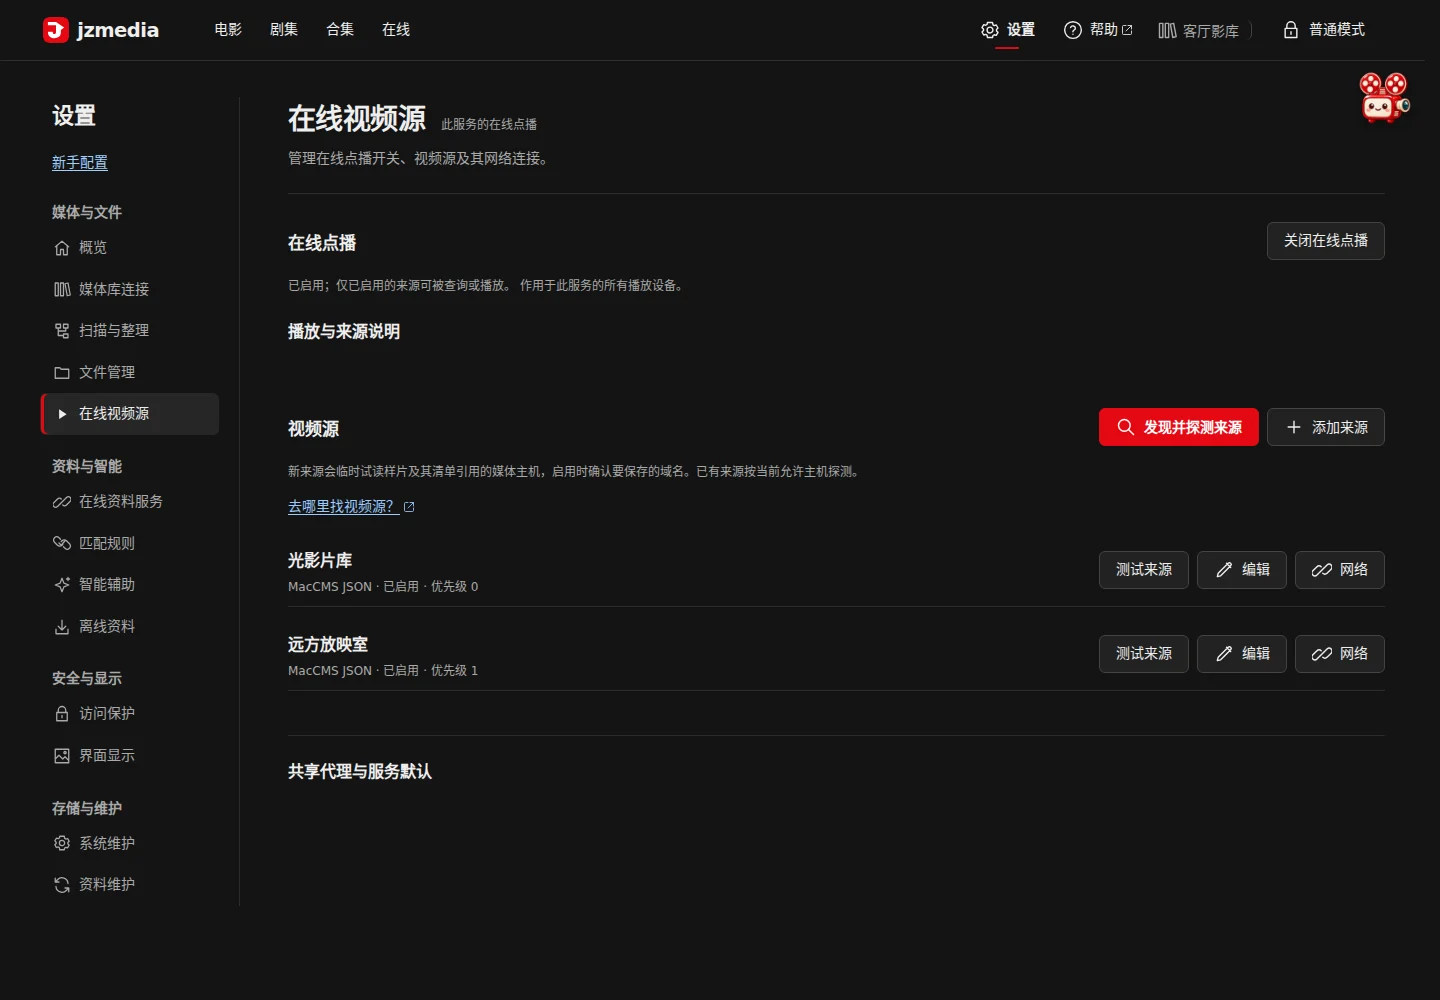 jzmedia
电影
剧集
合集
在线
设置
帮助
客厅影库
普通模式
设置
新手配置
媒体与文件
概览
媒体库连接
扫描与整理
文件管理
在线视频源
资料与智能
在线资料服务
匹配规则
智能辅助
离线资料
安全与显示
访问保护
界面显示
存储与维护
系统维护
资料维护
在线视频源 此服务的在线点播
管理在线点播开关、视频源及其网络连接。
在线点播
关闭在线点播
已启用；仅已启用的来源可被查询或播放。 作用于此服务的所有播放设备。
播放与来源说明
视频源
发现并探测来源
添加来源
新来源会临时试读样片及其清单引用的媒体主机，启用时确认要保存的域名。已有来源按当前允许主机探测。
去哪里找视频源？
光影片库
MacCMS JSON · 已启用 · 优先级 0
测试来源
编辑
网络
远方放映室
MacCMS JSON · 已启用 · 优先级 1
测试来源
编辑
网络
共享代理与服务默认